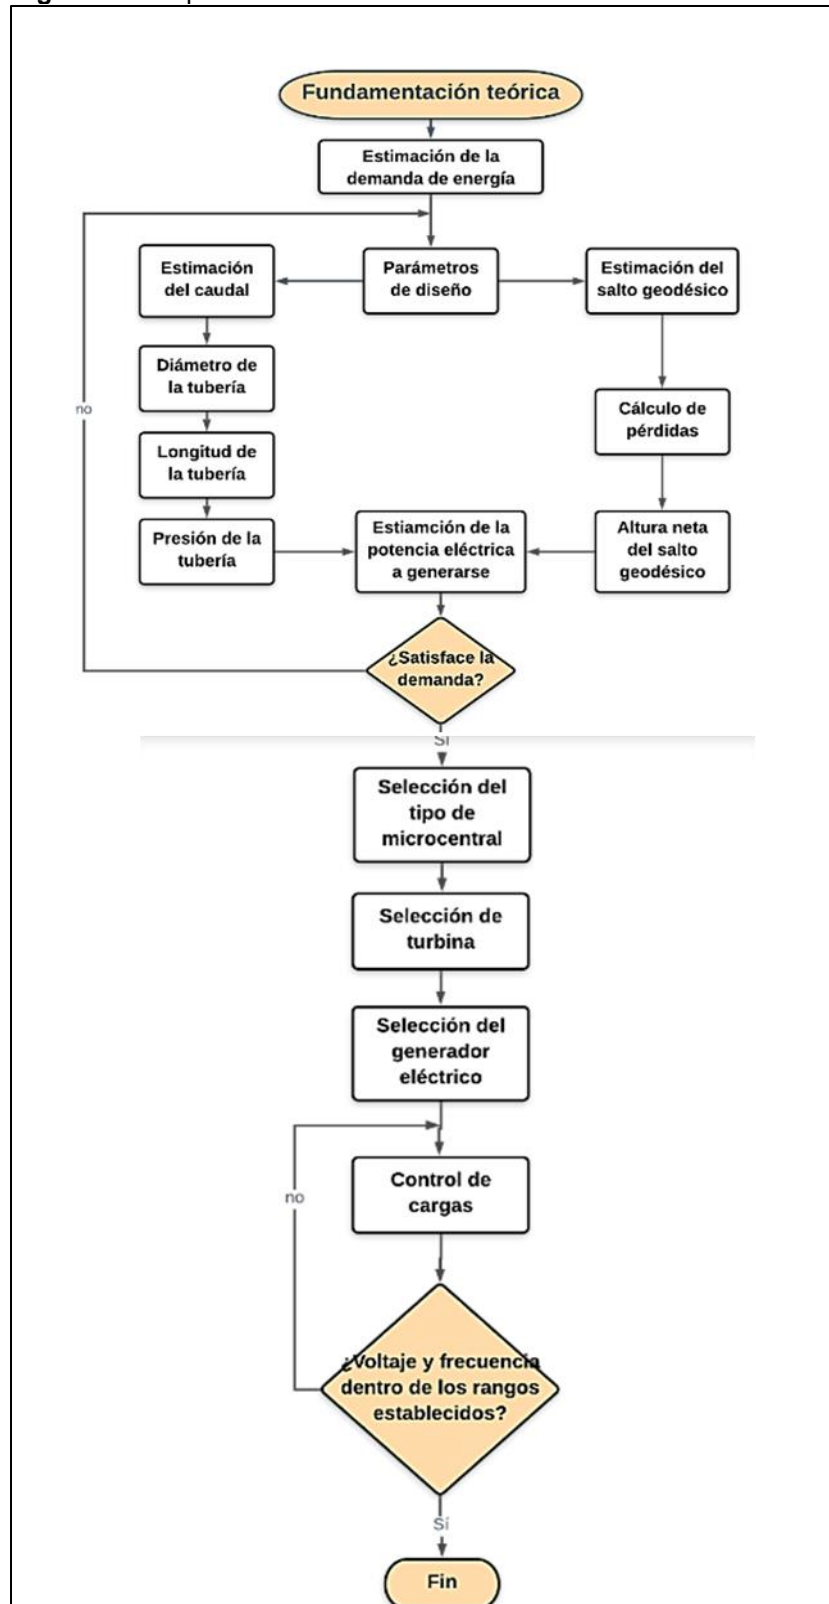 Fundamentación teórica
Estimación de la
demanda de energía
Estimación
del caudal
Parámetros
de diseño
Estimación del
salto geodésico
Diámetro de
la tubería
no
Cálculo de
pérdidas
Longitud de
la tubería
Presión de la
tubería
Estiamción de la
potencia eléctrica
a generarse
Altura neta
del salto
geodésico
¿Satisface la
demanda?
Sí
Selección del
tipo de
microcentral
Selección de
turbina
Selección del
generador
eléctrico
Control de
cargas
no
¿Voltaje y frecuencia
dentro de los rangos
establecidos?
Sí
Fin